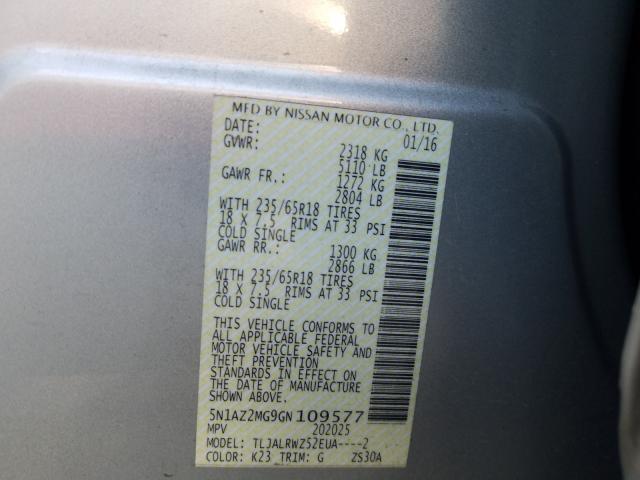 MFD BY NISSAN MOTOR CO., LTD.
DATE: 01/16
GVWR: 2318 KG
5110 LB
GAWR FR.: 1272 KG
2804 LB
WITH 235/65R18 TIRES
18 X 7.5 RIMS AT 33 PSI
COLD SINGLE
GAWR RR.: 1300 KG
2866 LB
WITH 235/65R18 TIRES
18 X 7.5 RIMS AT 33 PSI
COLD SINGLE
THIS VEHICLE CONFORMS TO
ALL APPLICABLE FEDERAL
MOTOR VEHICLE SAFETY AND
THEFT PREVENTION
STANDARDS IN EFFECT ON
THE DATE OF MANUFACTURE
SHOWN ABOVE.
5N1AZ2MG9GN109577
MPV 202025
MODEL: TLJALRWZ52EUA----2
COLOR: K23 TRIM: G ZS30A